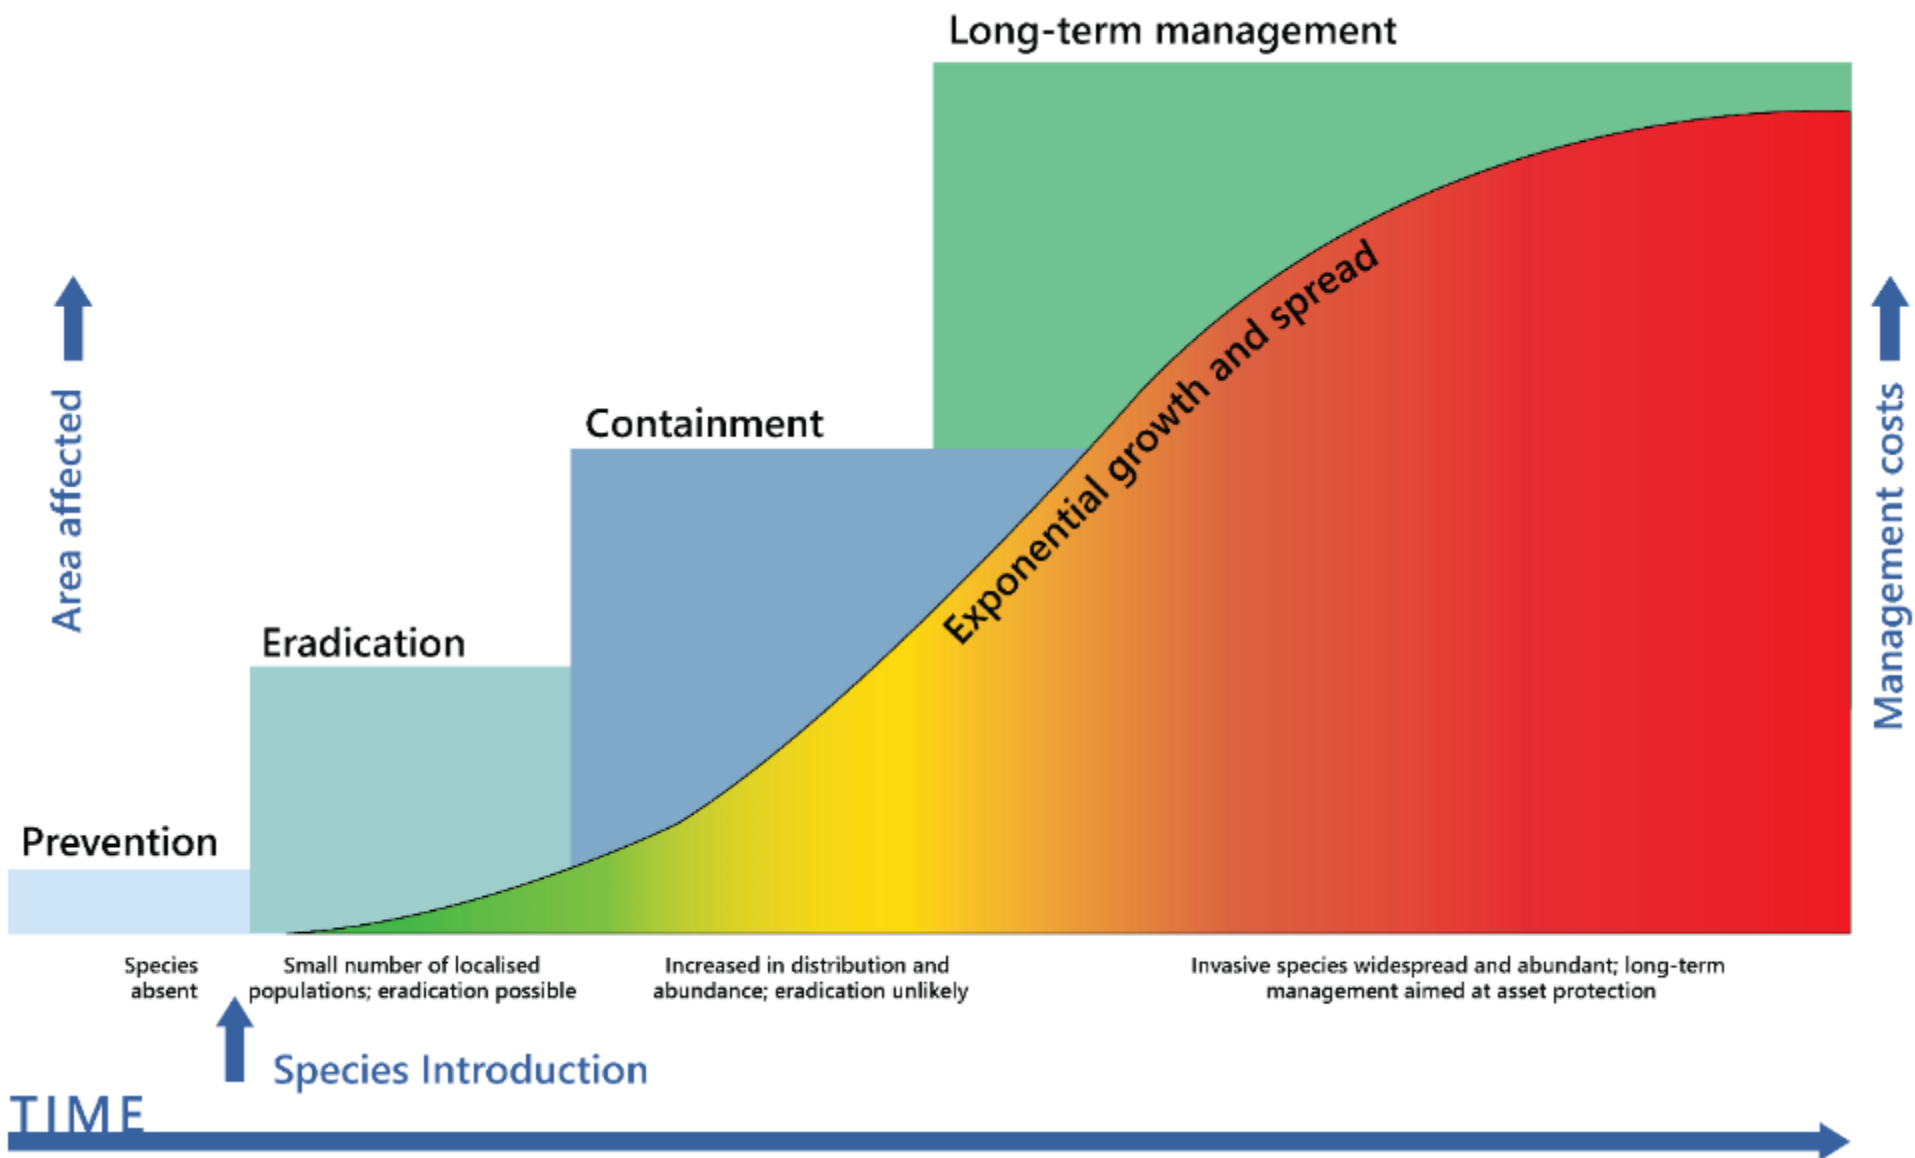 Long-term management
Containment
Eradication
Prevention
Area affected
Exponential growth and spread
Management costs
Species
absent
Small number of localised
populations; eradication possible
Increased in distribution and
abundance; eradication unlikely
Invasive species widespread and abundant; long-term
management aimed at asset protection
Species Introduction
TIME